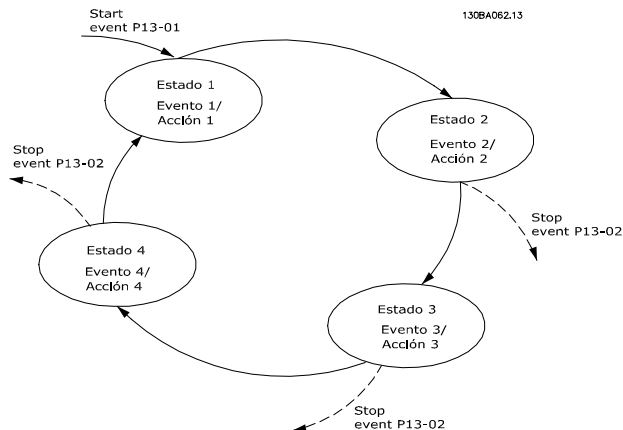 Start
event P13-01
130BA062.13
Estado 1
Evento 1/
Acción 1
Estado 2
Evento 2/
Acción 2
Stop
event P13-02
Stop
event P13-02
Estado 4
Evento 4/
Acción 4
Estado 3
Evento 3/
Acción 3
Stop
event P13-02